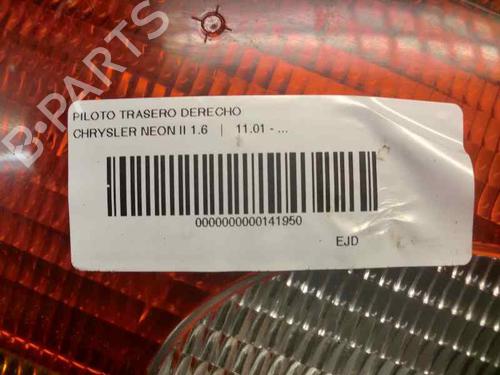 B-PARTS
PILOTO TRASERO DERECHO
CHRYSLER NEON II 1.6 | 11.01 - ...
0000000000141950
EJD